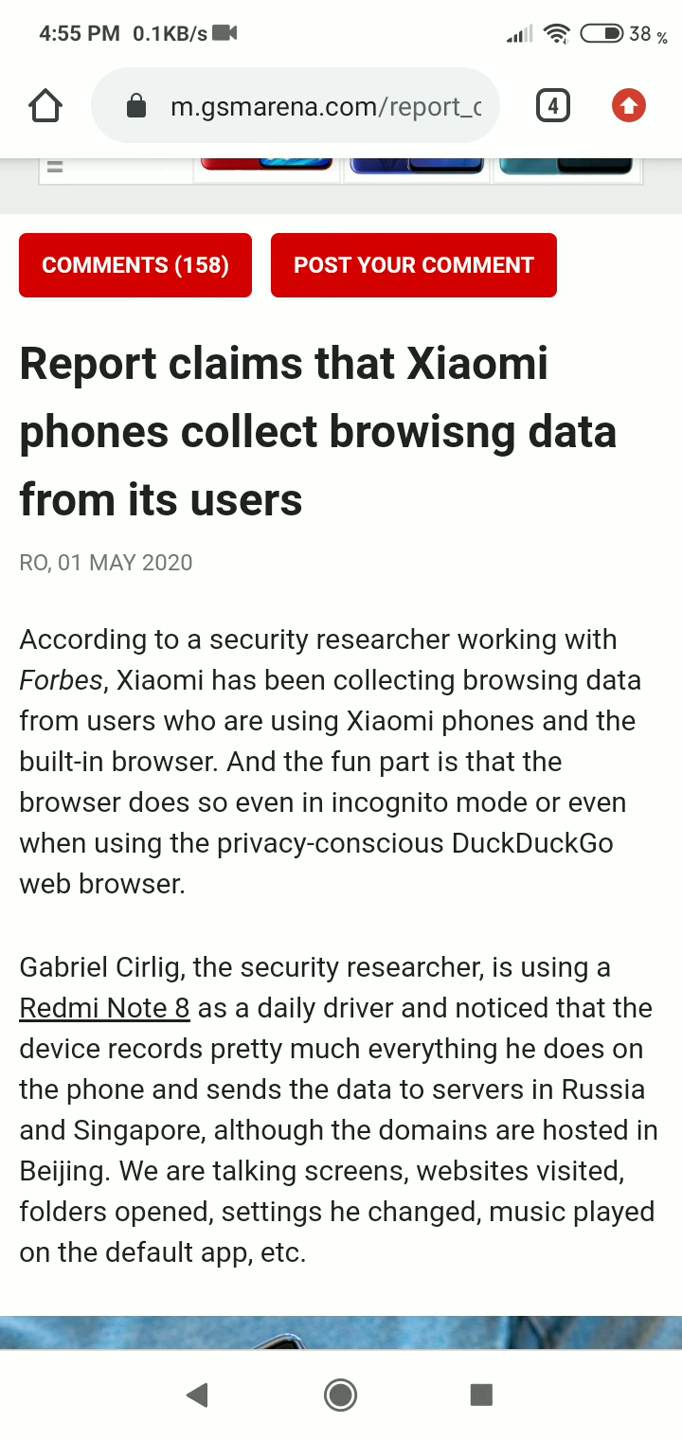 4:55 PM 0.1KB/s 38 %
m.gsmarena.com/report_c 4
COMMENTS (158) POST YOUR COMMENT
Report claims that Xiaomi
phones collect browisng data
from its users
RO, 01 MAY 2020
According to a security researcher working with
Forbes, Xiaomi has been collecting browsing data
from users who are using Xiaomi phones and the
built-in browser. And the fun part is that the
browser does so even in incognito mode or even
when using the privacy-conscious DuckDuckGo
web browser.
Gabriel Cirlig, the security researcher, is using a
Redmi Note 8 as a daily driver and noticed that the
device records pretty much everything he does on
the phone and sends the data to servers in Russia
and Singapore, although the domains are hosted in
Beijing. We are talking screens, websites visited,
folders opened, settings he changed, music played
on the default app, etc.